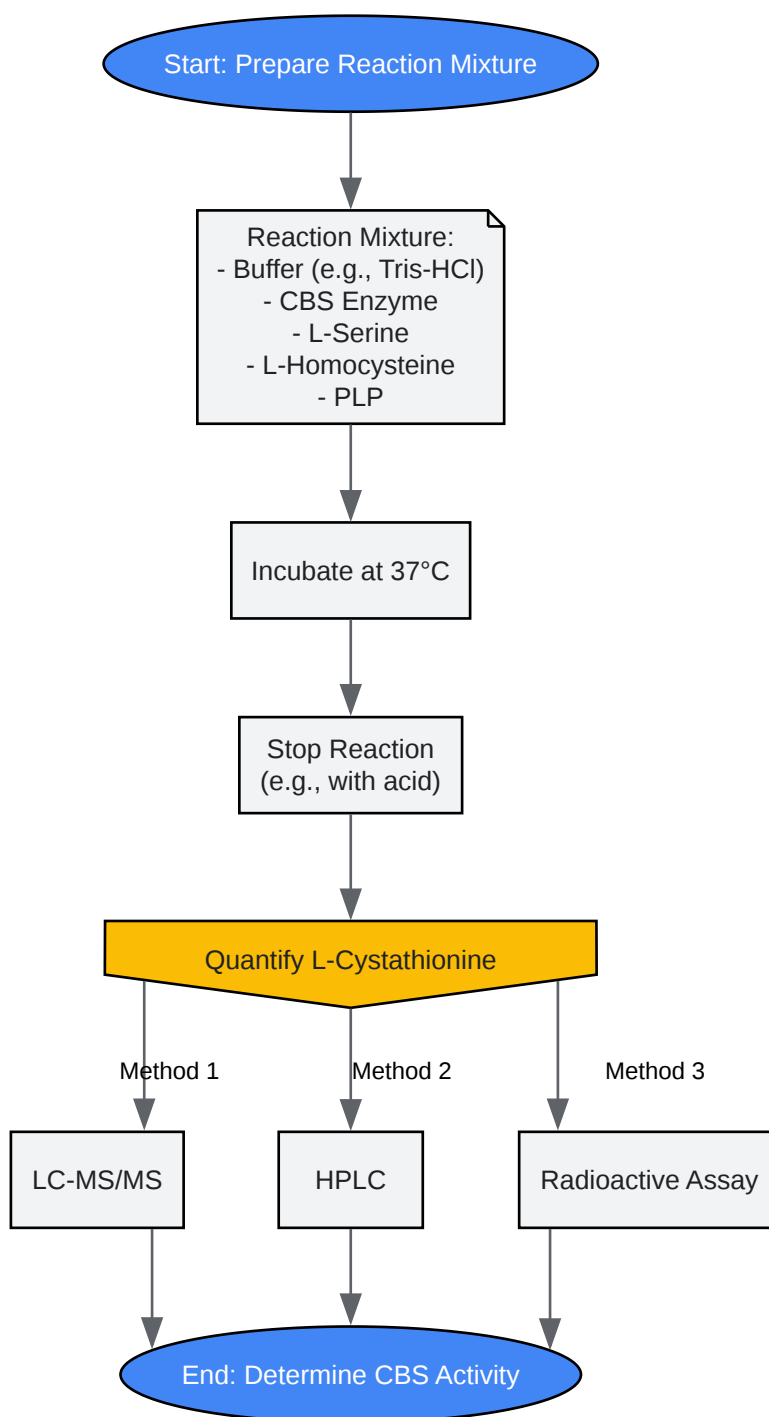 Start: Prepare Reaction Mixture
Reaction Mixture:
- Buffer (e.g., Tris-HCl)
- CBS Enzyme
- L-Serine
- L-Homocysteine
- PLP
Incubate at 37°C
Stop Reaction
(e.g., with acid)
Quantify L-Cystathionine
Method 1
Method 2
Method 3
LC-MS/MS
HPLC
Radioactive Assay
End: Determine CBS Activity